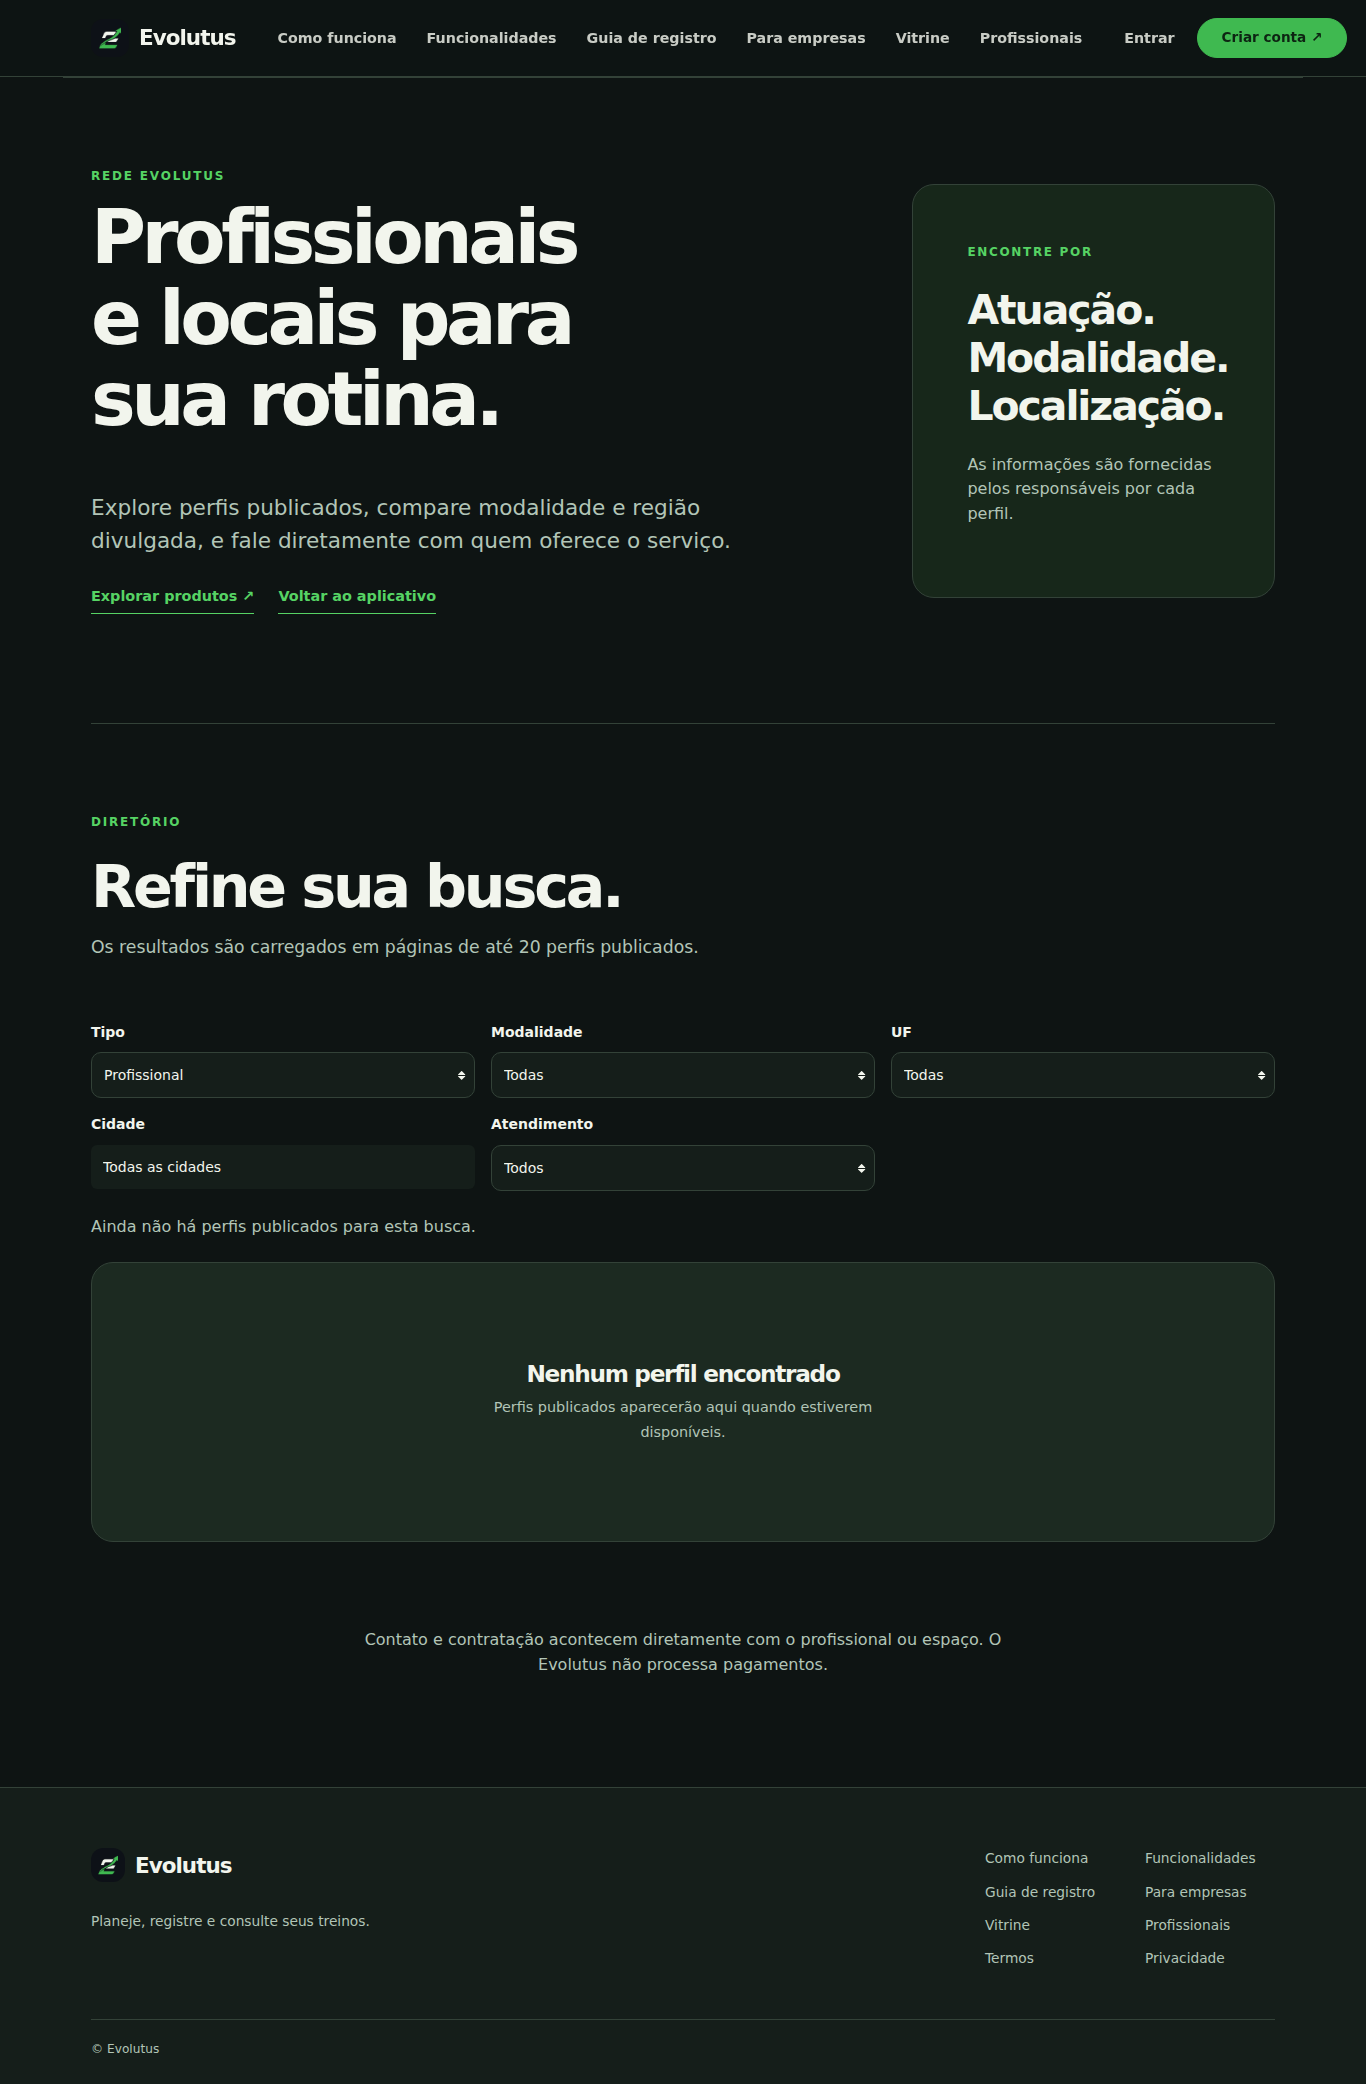 Evolutus
Como funciona
Funcionalidades
Guia de registro
Para empresas
Vitrine
Profissionais
Entrar
Criar conta ↗
REDE EVOLUTUS
Profissionais
e locais para
sua rotina.
Explore perfis publicados, compare modalidade e região
divulgada, e fale diretamente com quem oferece o serviço.
Explorar produtos ↗
Voltar ao aplicativo
ENCONTRE POR
Atuação.
Modalidade.
Localização.
As informações são fornecidas
pelos responsáveis por cada
perfil.
DIRETÓRIO
Refine sua busca.
Os resultados são carregados em páginas de até 20 perfis publicados.
Tipo
Profissional
Modalidade
Todas
UF
Todas
Cidade
Todas as cidades
Atendimento
Todos
Ainda não há perfis publicados para esta busca.
Nenhum perfil encontrado
Perfis publicados aparecerão aqui quando estiverem
disponíveis.
Contato e contratação acontecem diretamente com o profissional ou espaço. O
Evolutus não processa pagamentos.
Evolutus
Planeje, registre e consulte seus treinos.
Como funciona
Funcionalidades
Guia de registro
Para empresas
Vitrine
Profissionais
Termos
Privacidade
© Evolutus